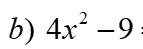 b) 4x² − 9 =